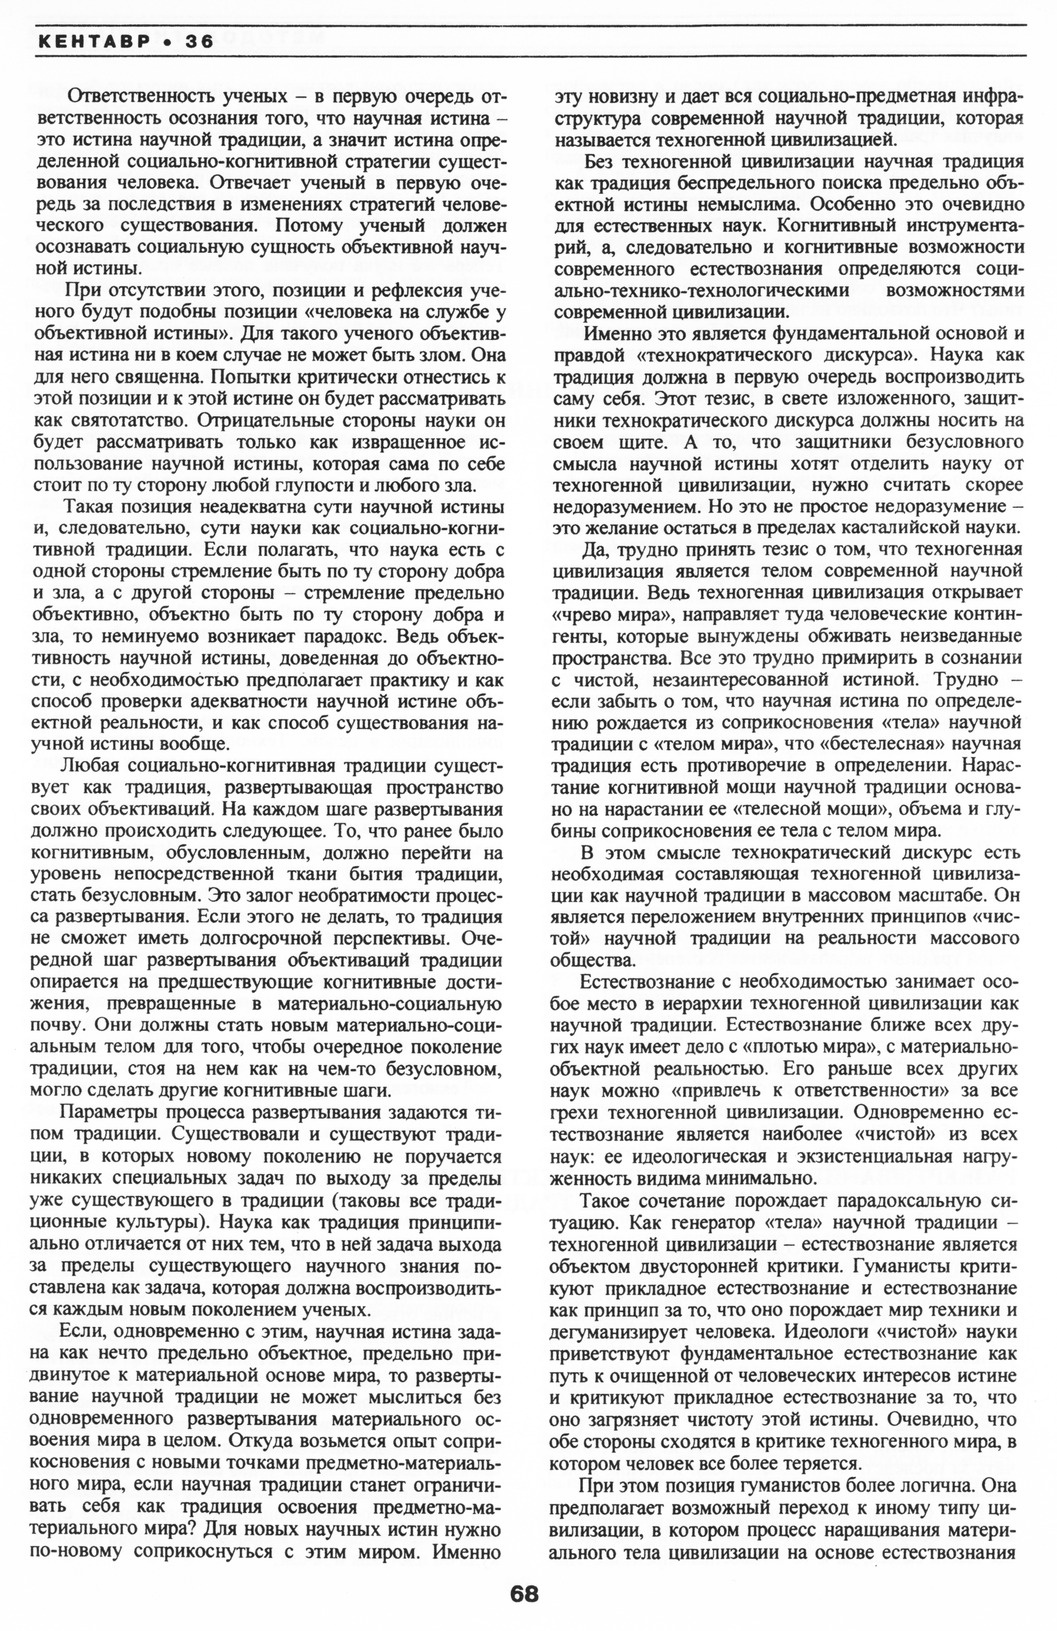 КЕНТАВР • 36
Ответственность ученых – в первую очередь от-
ветственность осознания того, что научная истина –
это истина научной традиции, а значит истина опре-
деленной социально-когнитивной стратегии сущест-
вования человека. Отвечает ученый в первую оче-
редь за последствия в изменениях стратегий челове-
ческого существования. Потому ученый должен
осознавать социальную сущность объективной науч-
ной истины.
При отсутствии этого, позиции и рефлексия уче-
ного будут подобны позиции «человека на службе у
объективной истины». Для такого ученого объектив-
ная истина ни в коем случае не может быть злом. Она
для него священна. Попытки критически отнестись к
этой позиции и к этой истине он будет рассматривать
как святотатство. Отрицательные стороны науки он
будет рассматривать только как извращенное ис-
пользование научной истины, которая сама по себе
стоит по ту сторону любой глупости и любого зла.
Такая позиция неадекватна сути научной истины
и, следовательно, сути науки как социально-когни-
тивной традиции. Если полагать, что наука есть с
одной стороны стремление быть по ту сторону добра
и зла, а с другой стороны – стремление предельно
объективно, объектно быть по ту сторону добра и
зла, то неминуемо возникает парадокс. Ведь объек-
тивность научной истины, доведенная до объектно-
сти, с необходимостью предполагает практику и как
способ проверки адекватности научной истине объ-
ектной реальности, и как способ существования на-
учной истины вообще.
Любая социально-когнитивная традиции сущест-
вует как традиция, развертывающая пространство
своих объективаций. На каждом шаге развертывания
должно происходить следующее. То, что ранее было
когнитивным, обусловленным, должно перейти на
уровень непосредственной ткани бытия традиции,
стать безусловным. Это залог необратимости процес-
са развертывания. Если этого не делать, то традиция
не сможет иметь долгосрочной перспективы. Оче-
редной шаг развертывания объективаций традиции
опирается на предшествующие когнитивные дости-
жения, превращенные в материально-социальную
почву. Они должны стать новым материально-соци-
альным телом для того, чтобы очередное поколение
традиции, стоя на нем как на чем-то безусловном,
могло сделать другие когнитивные шаги.
Параметры процесса развертывания задаются ти-
пом традиции. Существовали и существуют тради-
ции, в которых новому поколению не поручается
никаких специальных задач по выходу за пределы
уже существующего в традиции (таковы все тради-
ционные культуры). Наука как традиция принципи-
ально отличается от них тем, что в ней задача выхода
за пределы существующего научного знания по-
ставлена как задача, которая должна воспроизводить-
ся каждым новым поколением ученых.
Если, одновременно с этим, научная истина зада-
на как нечто предельно объектное, предельно при-
двинутое к материальной основе мира, то разверты-
вание научной традиции не может мыслиться без
одновременного развертывания материального ос-
воения мира в целом. Откуда возьмется опыт сопри-
косновения с новыми точками предметно-материаль-
ного мира, если научная традиции станет ограничи-
вать себя как традиция освоения предметно-ма-
териального мира? Для новых научных истин нужно
по-новому соприкоснуться с этим миром. Именно
эту новизну и дает вся социально-предметная инфра-
структура современной научной традиции, которая
называется техногенной цивилизацией.
Без техногенной цивилизации научная традиция
как традиция беспредельного поиска предельно объ-
ектной истины немыслима. Особенно это очевидно
для естественных наук. Когнитивный инструмента-
рий, а, следовательно и когнитивные возможности
современного естествознания определяются соци-
ально-технико-технологическими возможностями
современной цивилизации.
Именно это является фундаментальной основой и
правдой «технократического дискурса». Наука как
традиция должна в первую очередь воспроизводить
саму себя. Этот тезис, в свете изложенного, защит-
ники технократического дискурса должны носить на
своем щите. А то, что защитники безусловного
смысла научной истины хотят отделить науку от
техногенной цивилизации, нужно считать скорее
недоразумением. Но это не простое недоразумение –
это желание остаться в пределах касталийской науки.
Да, трудно принять тезис о том, что техногенная
цивилизация является телом современной научной
традиции. Ведь техногенная цивилизация открывает
«чрево мира», направляет туда человеческие контин-
генты, которые вынуждены обживать неизведанные
пространства. Все это трудно примирить в сознании
с чистой, незаинтересованной истиной. Трудно –
если забыть о том, что научная истина по определе-
нию рождается из соприкосновения «тела» научной
традиции с «телом мира», что «бестелесная» научная
традиция есть противоречие в определении. Нарас-
тание когнитивной мощи научной традиции основа-
но на нарастании ее «телесной мощи», объема и глу-
бины соприкосновения ее тела с телом мира.
В этом смысле технократический дискурс есть
необходимая составляющая техногенной цивилиза-
ции как научной традиции в массовом масштабе. Он
является переложением внутренних принципов «чис-
той» научной традиции на реальности массового
общества.
Естествознание с необходимостью занимает осо-
бое место в иерархии техногенной цивилизации как
научной традиции. Естествознание ближе всех дру-
гих наук имеет дело с «плотью мира», с материально-
объектной реальностью. Его раньше всех других
наук можно «привлечь к ответственности» за все
грехи техногенной цивилизации. Одновременно ес-
тествознание является наиболее «чистой» из всех
наук: ее идеологическая и экзистенциальная нагру-
женность видима минимально.
Такое сочетание порождает парадоксальную си-
туацию. Как генератор «тела» научной традиции –
техногенной цивилизации – естествознание является
объектом двусторонней критики. Гуманисты крити-
куют прикладное естествознание и естествознание
как принцип за то, что оно порождает мир техники и
дегуманизирует человека. Идеологи «чистой» науки
приветствуют фундаментальное естествознание как
путь к очищенной от человеческих интересов истине
и критикуют прикладное естествознание за то, что
оно загрязняет чистоту этой истины. Очевидно, что
обе стороны сходятся в критике техногенного мира, в
котором человек все более теряется.
При этом позиция гуманистов более логична. Она
предполагает возможный переход к иному типу ци-
вилизации, в котором процесс наращивания матери-
ального тела цивилизации на основе естествознания
68